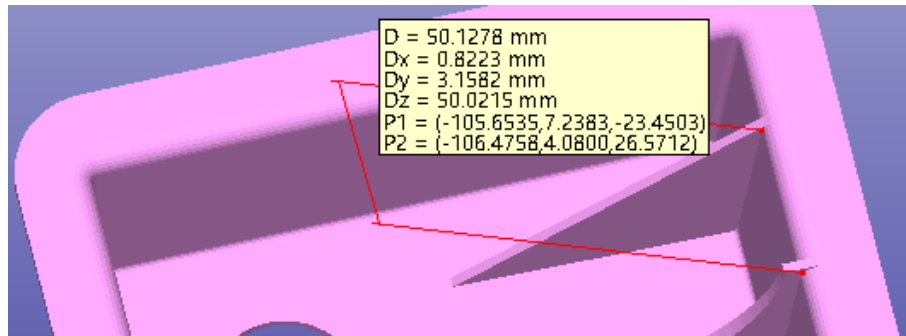 D = 50.1278 mm
Dx = 0.8223 mm
Dy = 3.1582 mm
Dz = 50.0215 mm
P1 = (-105.6535,7.2383,-23.4503)
P2 = (-106.4758,4.0800,26.5712)